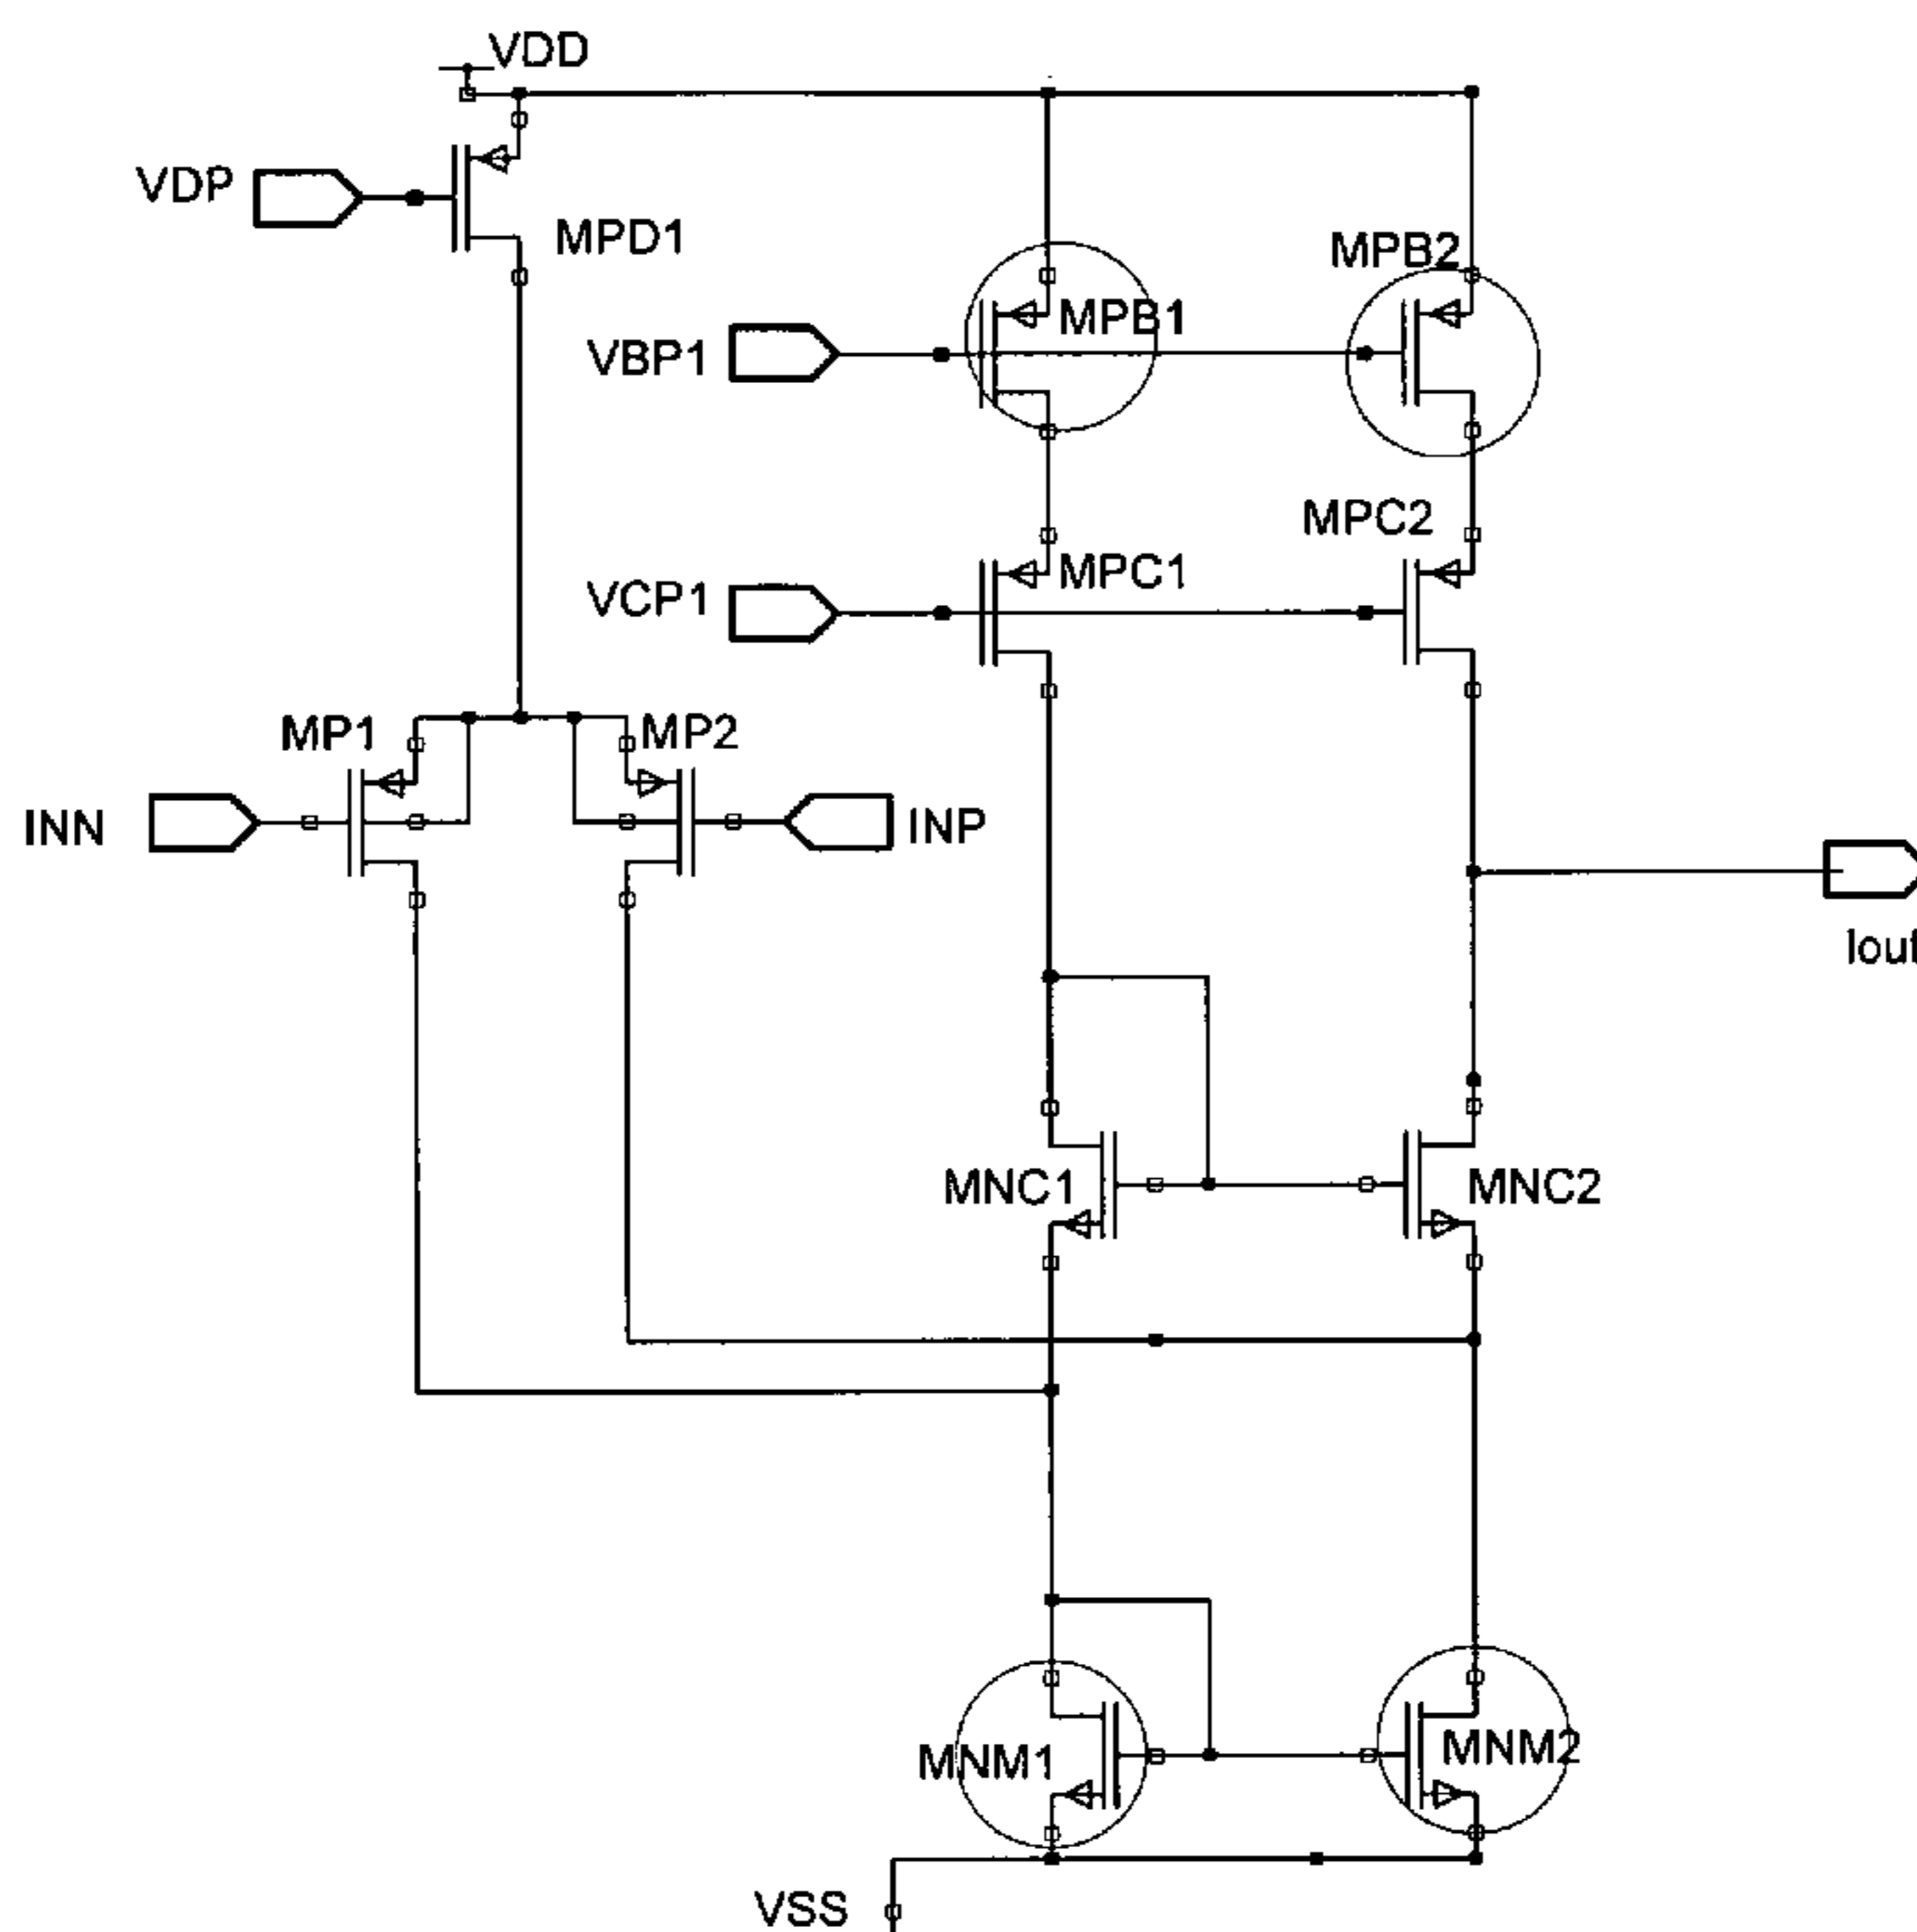 VDD
VDP
MPD1
MPB2
MPB1
VBP1
MPC2
MPC1
VCP1
MP1
MP2
INN
INP
Iout
MNC1
MNC2
MNM1
MNM2
VSS